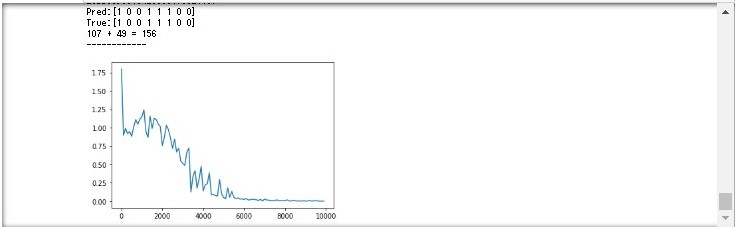 Pred:[1 0 0 1 1 1 0 0]
True:[1 0 0 1 1 1 0 0]
107 + 49 = 156
------------
1.75
1.50
1.25
1.00
0.75
0.50
0.25
0.00
0 2000 4000 6000 8000 10000